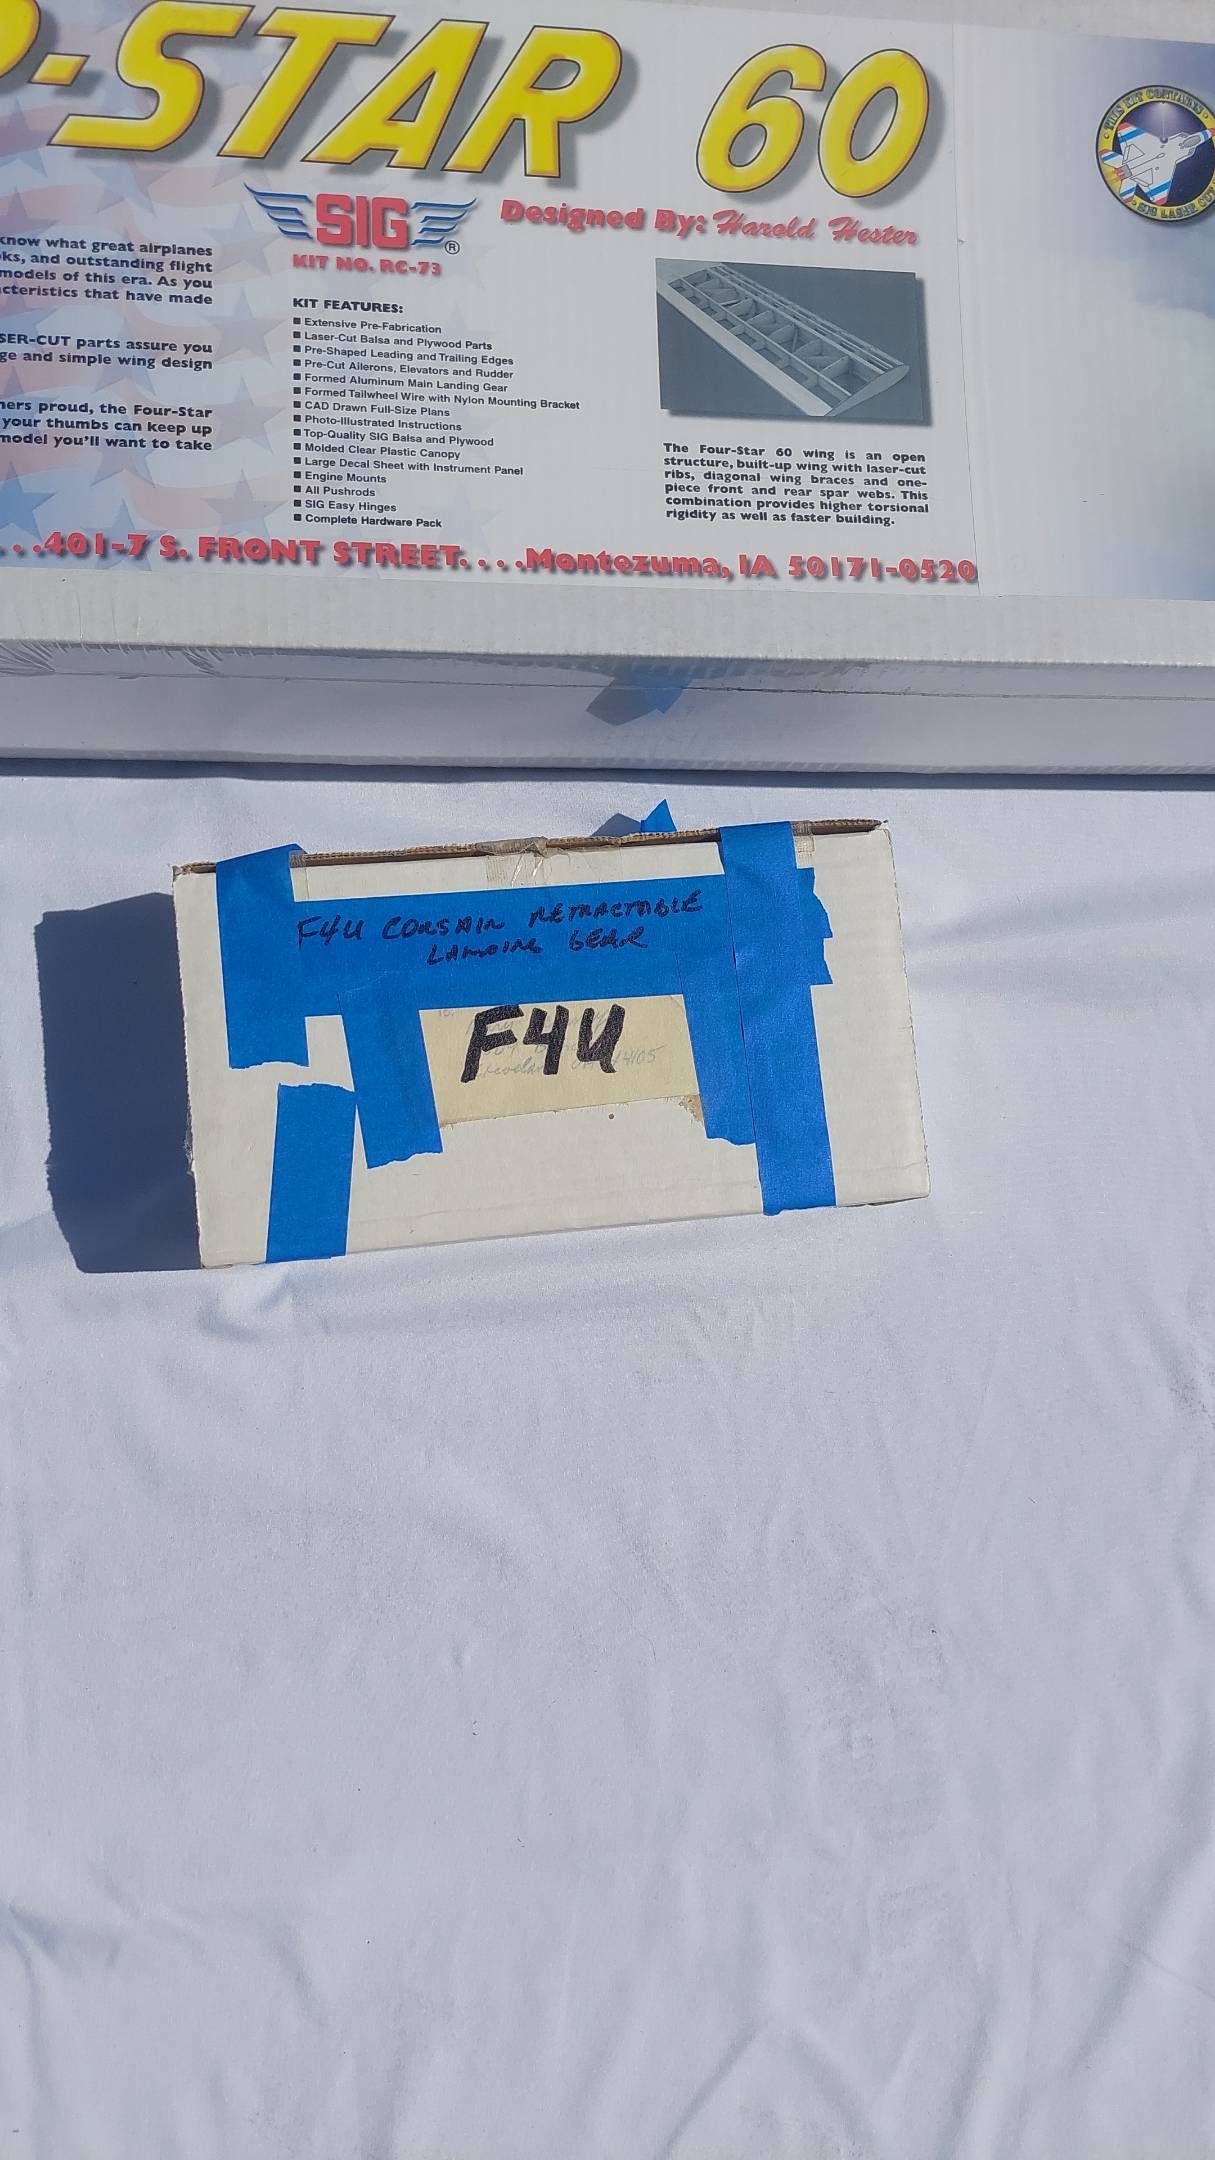 -STAR 60
SIG®
Designed By: Harold Hester
KIT NO. RC-73
know what great airplanes
and outstanding flight
models of this era. As you
that have made
parts assure you
and simple wing design
proud, the Four-Star
your thumbs can keep up
model you'll want to take
KIT FEATURES:
■ Extensive Pre-Fabrication
■ Laser-Cut Balsa and Plywood Parts
■ Pre-Shaped Leading and Trailing Edges
■ Pre-Cut Ailerons, Elevators and Rudder
■ Formed Aluminum Main Landing Gear
■ Formed Tailwheel Wire with Nylon Mounting Bracket
■ CAD Drawn Full-Size Plans
■ Photo-Illustrated Instructions
■ Top-Quality SIG Balsa and Plywood
■ Molded Clear Plastic Canopy
■ Large Decal Sheet with Instrument Panel
■ Engine Mounts
■ All Pushrods
■ SIG Easy Hinges
■ Complete Hardware Pack
The Four-Star 60 wing is an open
structure, built-up wing with laser-cut
ribs, diagonal wing braces and one-
piece front and rear spar webs. This
combination provides higher torsional
rigidity as well as faster building.
THIS KIT CONTAINS
SIG LASER
. . .401-7 S. FRONT STREET. . . .Montezuma, IA 50171-0520
F4U CORSAIR RETRACTABLE
LANDING GEAR
F4U